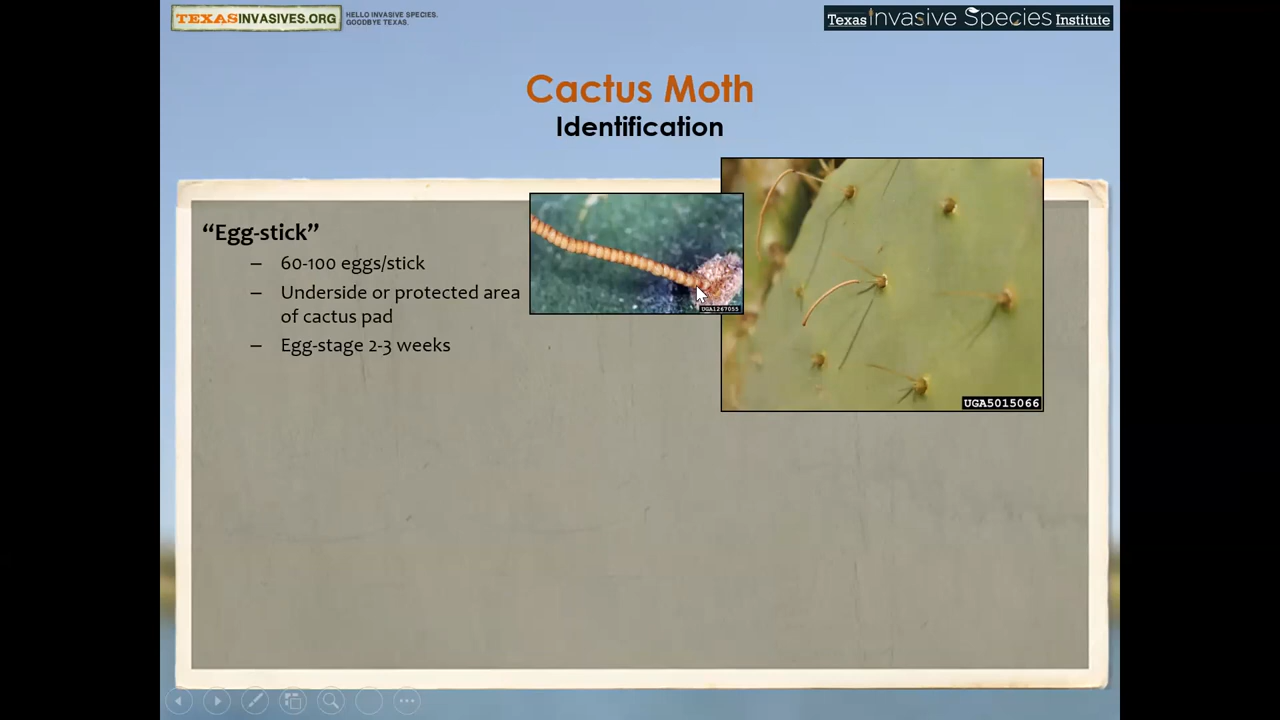 TEXASINVASIVES.ORG
HELLO INVASIVE SPECIES.
GOODBYE TEXAS.
Texas Invasive Species Institute
Cactus Moth
Identification
“Egg-stick”
– 60-100 eggs/stick
– Underside or protected area
of cactus pad
– Egg-stage 2-3 weeks
UGA1267055
UGA5015066